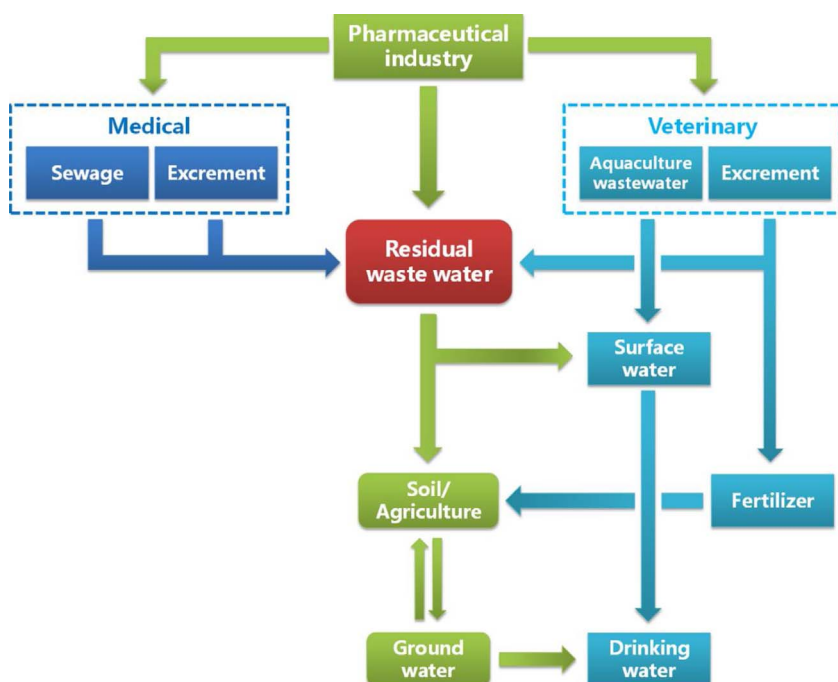 Pharmaceutical
industry
Medical
Veterinary
Sewage
Excrement
Aquaculture
wastewater
Excrement
Residual
waste water
Surface
water
Soil/
Agriculture
Fertilizer
Ground
water
Drinking
water